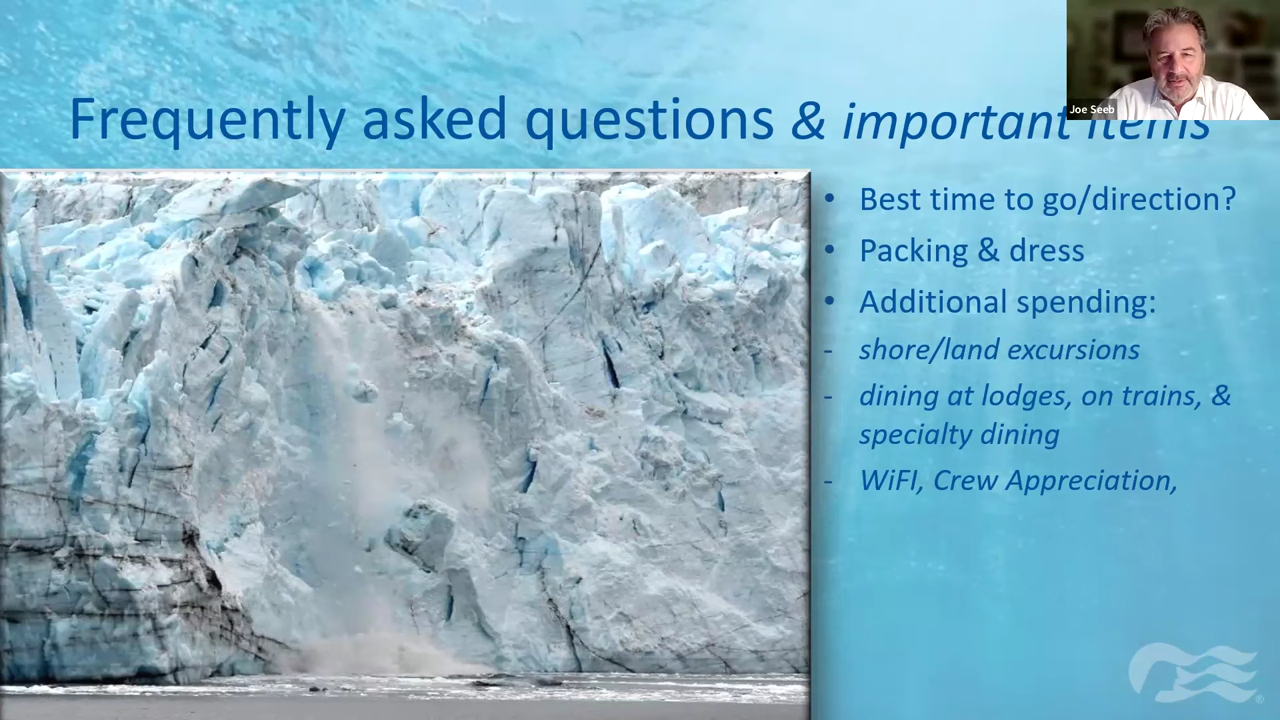 Joe Seeb
Frequently asked questions & important items
• Best time to go/direction?
• Packing & dress
• Additional spending:
- shore/land excursions
- dining at lodges, on trains, &
specialty dining
- WiFI, Crew Appreciation,
®